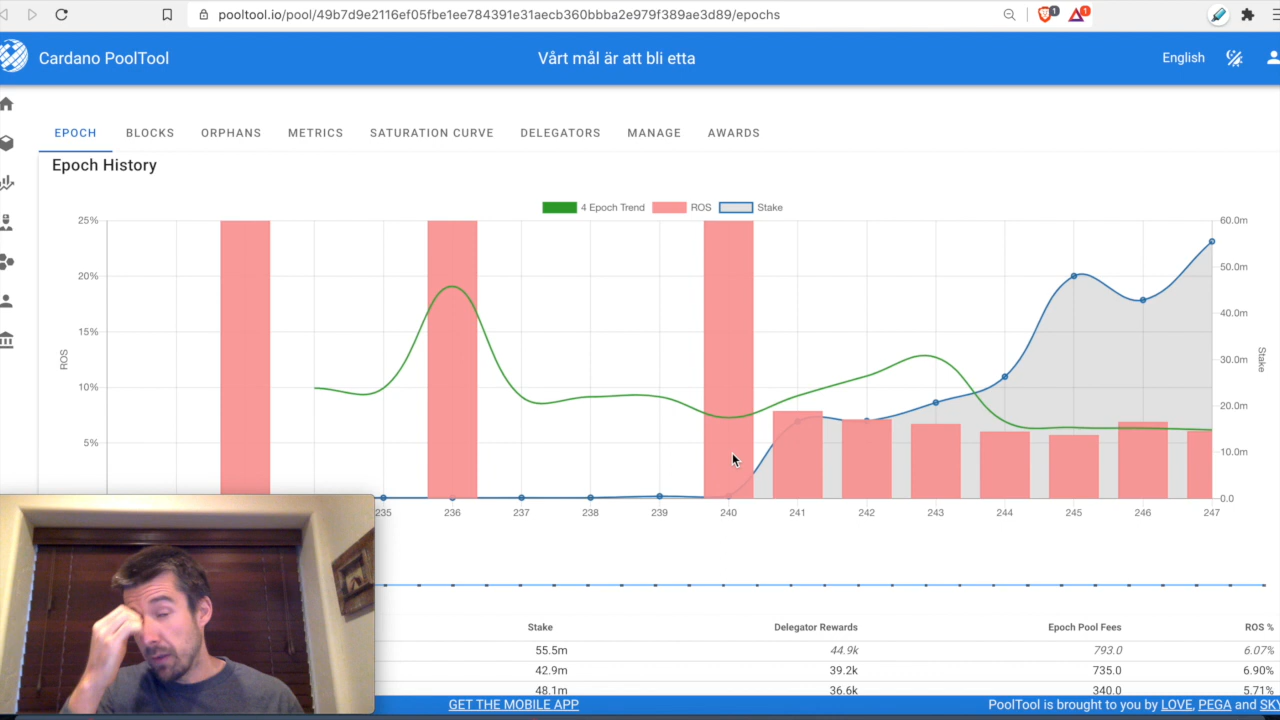 pooltool.io/pool/49b7d9e2116ef05fbe1ee784391e31aecb360bbba2e979f389ae3d89/epochs
1
1
Cardano PoolTool
Vårt mål är att bli etta
English
EPOCH
BLOCKS
ORPHANS
METRICS
SATURATION CURVE
DELEGATORS
MANAGE
AWARDS
Epoch History
4 Epoch Trend
ROS
Stake
25%
20%
15%
10%
5%
ROS
60.0m
50.0m
40.0m
30.0m
20.0m
10.0m
0.0
Stake
235
236
237
238
239
240
241
242
243
244
245
246
247
Stake
Delegator Rewards
Epoch Pool Fees
ROS %
55.5m
44.9k
793.0
6.07%
42.9m
39.2k
735.0
6.90%
48.1m
36.6k
340.0
5.71%
GET THE MOBILE APP
PoolTool is brought to you by LOVE, PEGA and SK